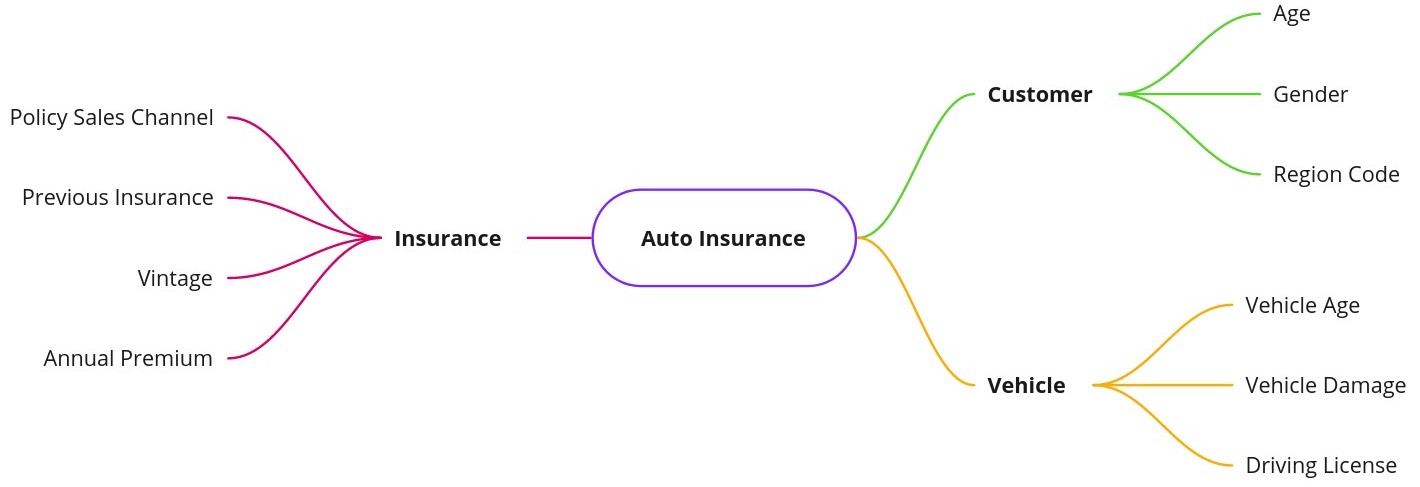 Policy Sales Channel
Previous Insurance
Vintage
Annual Premium
Insurance
Auto Insurance
Customer
Age
Gender
Region Code
Vehicle
Vehicle Age
Vehicle Damage
Driving License